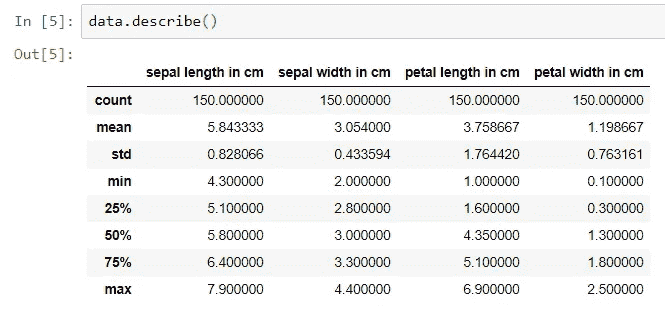 In [5]: data.describe()
Out[5]:
sepal length in cm sepal width in cm petal length in cm petal width in cm
count 150.000000 150.000000 150.000000 150.000000
mean 5.843333 3.054000 3.758667 1.198667
std 0.828066 0.433594 1.764420 0.763161
min 4.300000 2.000000 1.000000 0.100000
25% 5.100000 2.800000 1.600000 0.300000
50% 5.800000 3.000000 4.350000 1.300000
75% 6.400000 3.300000 5.100000 1.800000
max 7.900000 4.400000 6.900000 2.500000